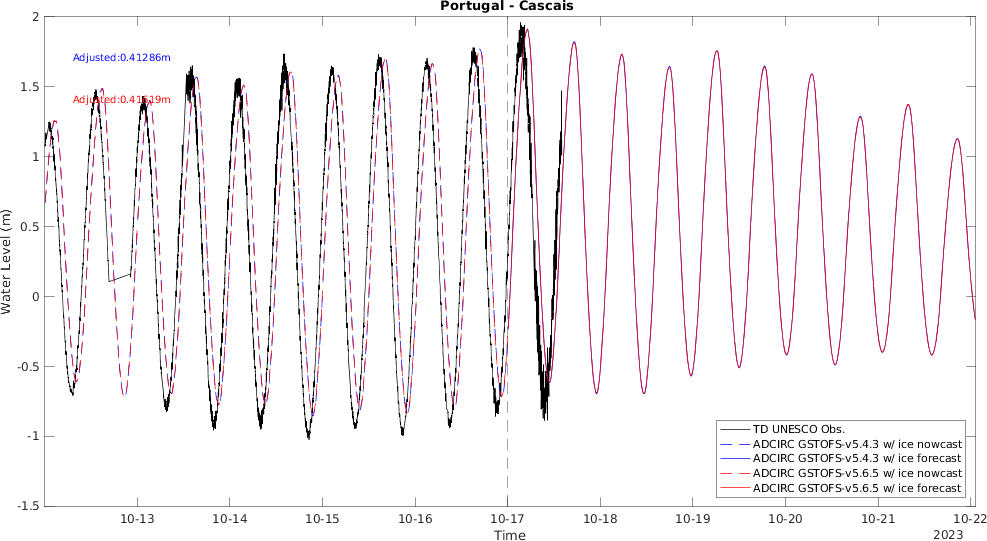 Portugal - Cascais
2
1.5
1
0.5
0
-0.5
-1
-1.5
Water Level (m)
Adjusted:0.41286m
Adjusted:0.41619m
TD UNESCO Obs.
ADCIRC GSTOFS-v5.4.3 w/ ice nowcast
ADCIRC GSTOFS-v5.4.3 w/ ice forecast
ADCIRC GSTOFS-v5.6.5 w/ ice nowcast
ADCIRC GSTOFS-v5.6.5 w/ ice forecast
10-13 10-14 10-15 10-16 10-17 10-18 10-19 10-20 10-21 10-22
Time
2023